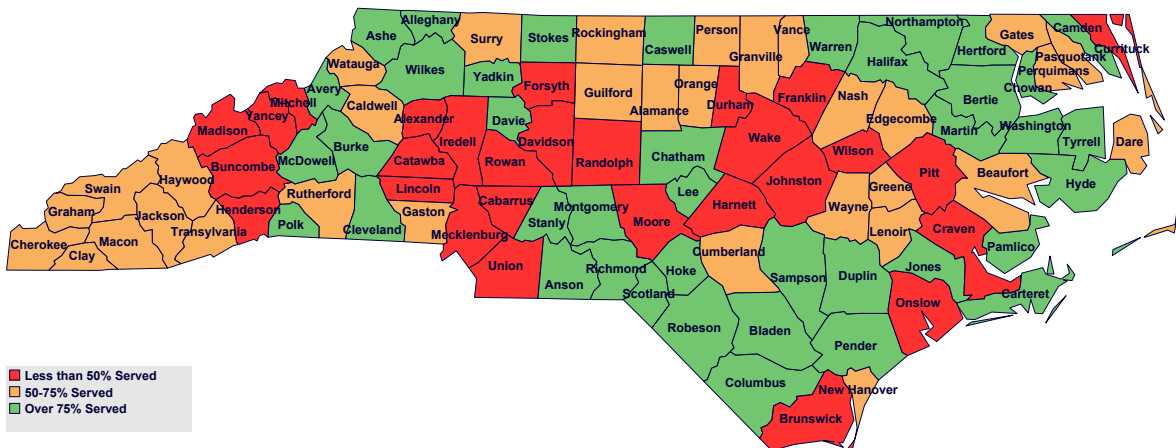 Alleghany
Northampton
Ashe
Surry
Stokes
Rockingham
Caswell
Person
Vance
Granville
Warren
Gates
Camden
Currituck
Hertford
Pasquotank
Perquimans
Chowan
Watauga
Wilkes
Yadkin
Forsyth
Guilford
Alamance
Orange
Durham
Franklin
Halifax
Nash
Edgecombe
Bertie
Martin
Washington
Tyrrell
Dare
Avery
Mitchell
Yancey
Caldwell
Alexander
Iredell
Davie
Davidson
Randolph
Chatham
Wake
Wilson
Pitt
Beaufort
Hyde
Madison
Buncombe
McDowell
Burke
Catawba
Rowan
Lincoln
Cabarrus
Rutherford
Gaston
Mecklenburg
Cleveland
Polk
Henderson
Haywood
Swain
Graham
Jackson
Transylvania
Macon
Cherokee
Clay
Stanly
Montgomery
Moore
Lee
Harnett
Johnston
Wayne
Greene
Lenoir
Craven
Pamlico
Union
Anson
Richmond
Scotland
Hoke
Cumberland
Sampson
Duplin
Jones
Onslow
Carteret
Robeson
Bladen
Pender
Columbus
New Hanover
Brunswick
Less than 50% Served
50-75% Served
Over 75% Served